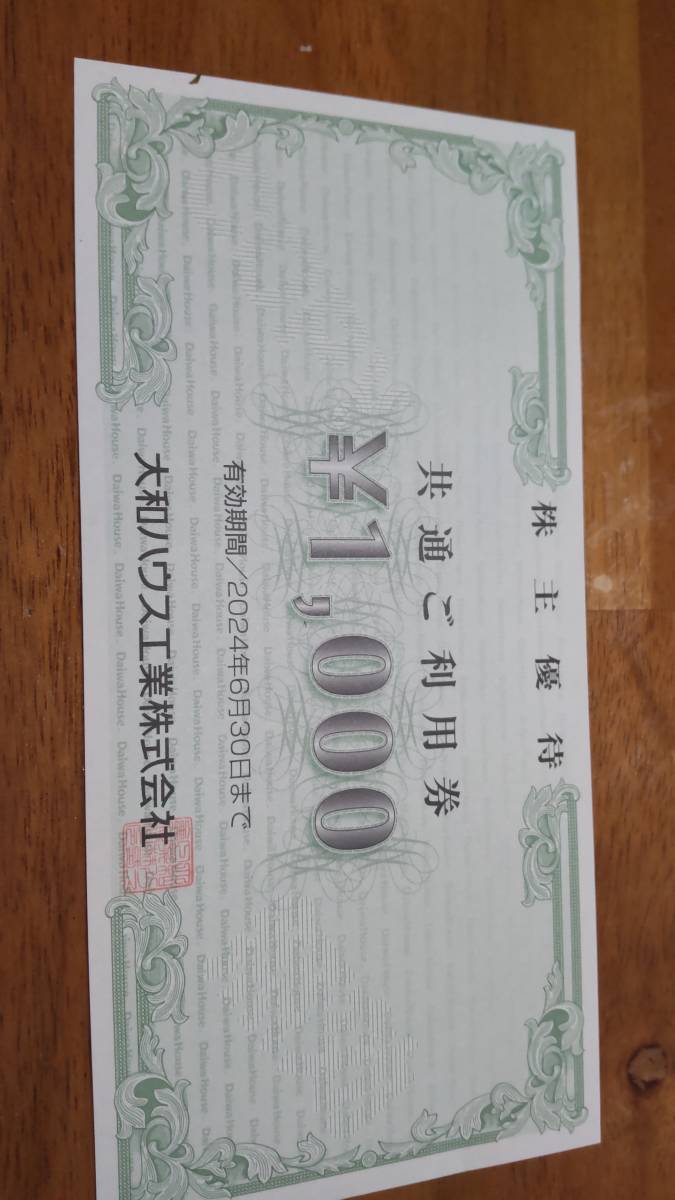 株主優待
共通ご利用券
¥1,000
有効期間/2024年6月30日まで
大和ハウス工業株式会社
DaiwaHouse